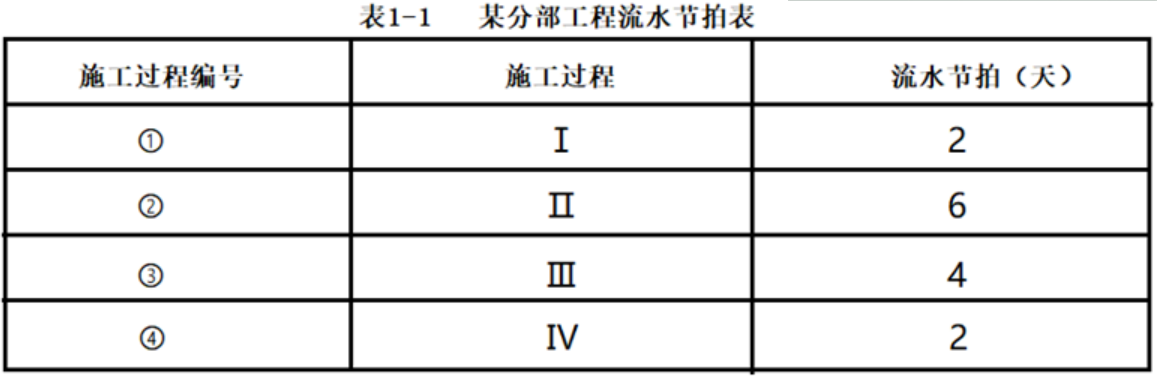 表1-1 某分部工程流水节拍表
施工过程编号 施工过程 流水节拍（天）
① Ⅰ 2
② Ⅱ 6
③ Ⅲ 4
④ Ⅳ 2